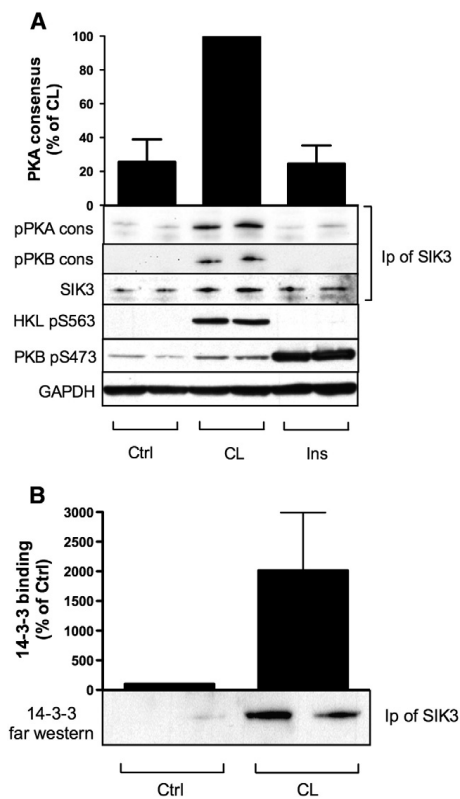 A
PKA consensus
(% of CL)
100
80
60
40
20
0
pPKA cons
pPKB cons
SIK3
Ip of SIK3
HKL pS563
PKB pS473
GAPDH
Ctrl
CL
Ins
B
14-3-3 binding
(% of Ctrl)
3000
2500
2000
1500
1000
500
0
14-3-3
far western
Ip of SIK3
Ctrl
CL